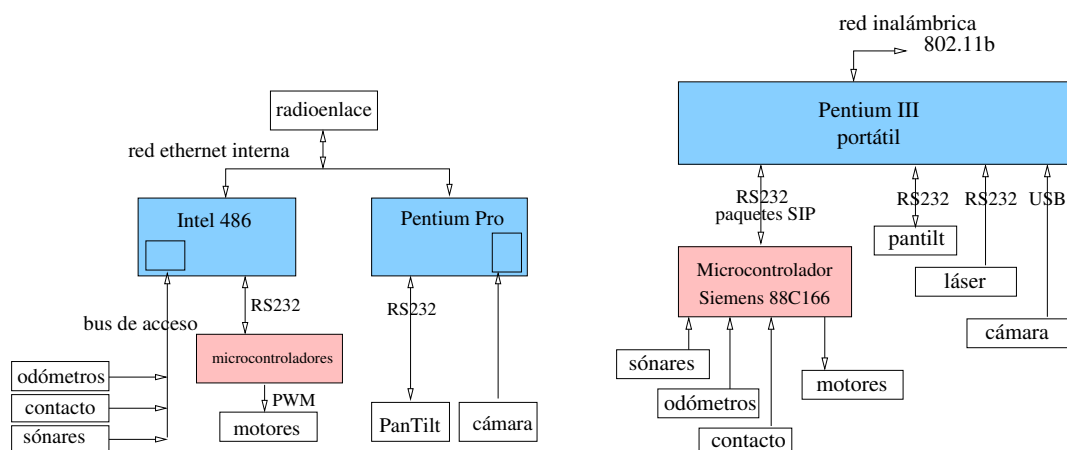 radioenlace
red ethernet interna
Intel 486
Pentium Pro
bus de acceso
RS232
RS232
microcontroladores
odómetros
contacto
sónares
PWM
motores
PanTilt
cámara
red inalámbrica
802.11b
Pentium III
portátil
RS232
paquetes SIP
RS232
RS232
USB
pantilt
Microcontrolador
Siemens 88C166
láser
cámara
sónares
motores
odómetros
contacto